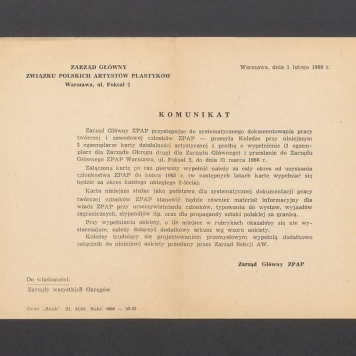 ZARZĄD GŁÓWNY
ZWIĄZKU POLSKICH ARTYSTÓW PLASTYKÓW
Warszawa, ul. Foksal 2
Warszawa, dnia 1 lutego 1966 r.
KOMUNIKAT
Zarząd Główny ZPAP przystępując do systematycznego dokumentowania pracy
twórczej i zawodowej członków ZPAP — przesyła Koledze przy niniejszym
2 egzemplarze karty działalności artystycznej z prośbą o wypełnienie (1 egzem-
plarz dla Zarządu Okręgu drugi dla Zarządu Głównego) i przesłanie do Zarządu
Głównego ZPAP Warszawa, ul. Foksal 2, do dnia 31 marca 1966 r.
Załączoną kartę po raz pierwszy wypełnić należy za cały okres od uzyskania
członkostwa ZPAP do końca 1965 r. (w następnych latach kartę wypełniać się
będzie za okres każdego ubiegłego 2-lecia).
Karta niniejsza służąc jako podstawa dla systematycznej dokumentacji pracy
twórczej członków ZPAP stanowić będzie również materiał informacyjny dla
władz ZPAP przy uczestnictwie członków, typowaniu do wystaw, wyjazdów
zagranicznych, stypendiów itp. oraz dla propagandy sztuki polskiej za granicą.
Przy wypełnianiu ankiety, o ile miejsce w rubrykach okazałoby się nie wy-
starczające, należy dołączyć dodatkowy arkusz wg wzoru ankiety.
Koledzy trudniący się projektowaniem przemysłowym wypełnią dodatkowo
załącznik do niniejszej ankiety przesłany przez Zarząd Sekcji AW.
Zarząd Główny ZPAP
Do wiadomości:
Zarządy wszystkich Okręgów